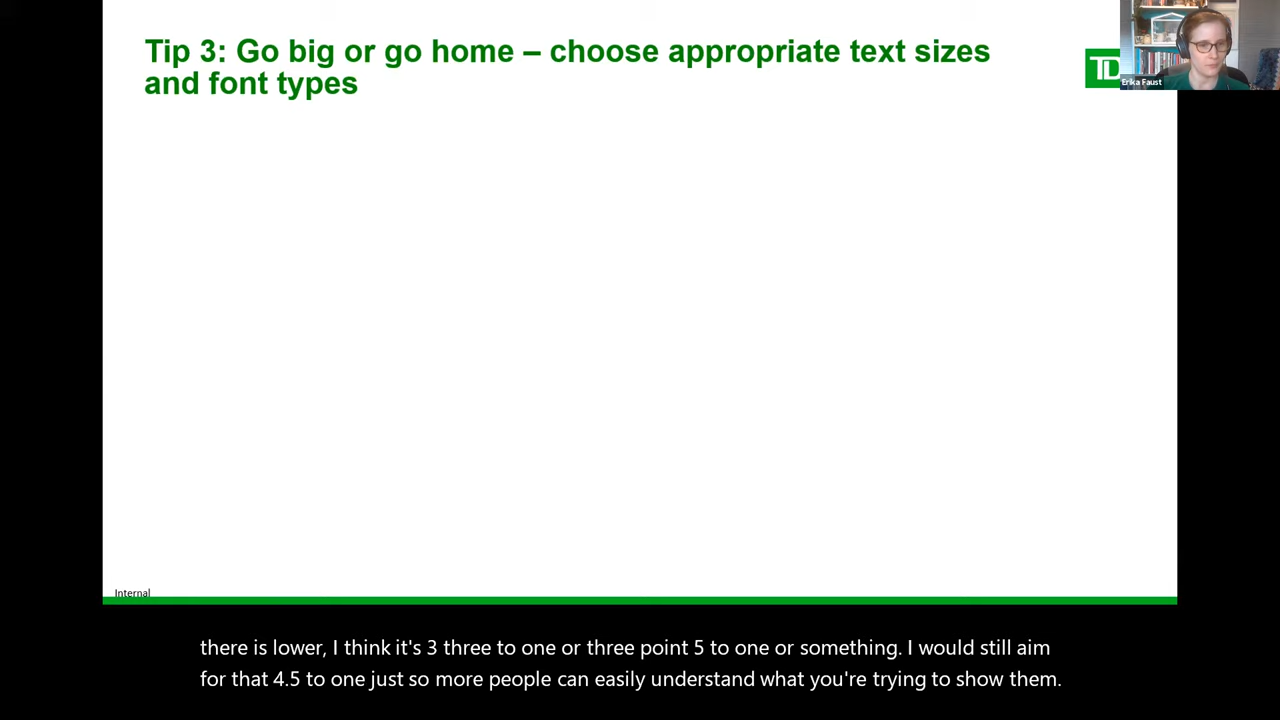 Tip 3: Go big or go home – choose appropriate text sizes
and font types
TD
Erika Faust
Internal
there is lower, I think it's 3 three to one or three point 5 to one or something. I would still aim
for that 4.5 to one just so more people can easily understand what you're trying to show them.